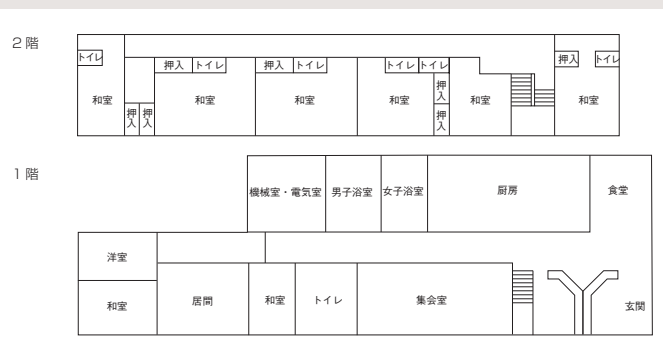 2階
トイレ
押入 トイレ 押入 トイレ トイレ トイレ 押入 トイレ
押入
和室 和室 和室 和室 和室 和室
押入 押入 押入
1階
機械室・電気室 男子浴室 女子浴室 厨房 食堂
洋室
和室 居間 和室 トイレ 集会室 玄関